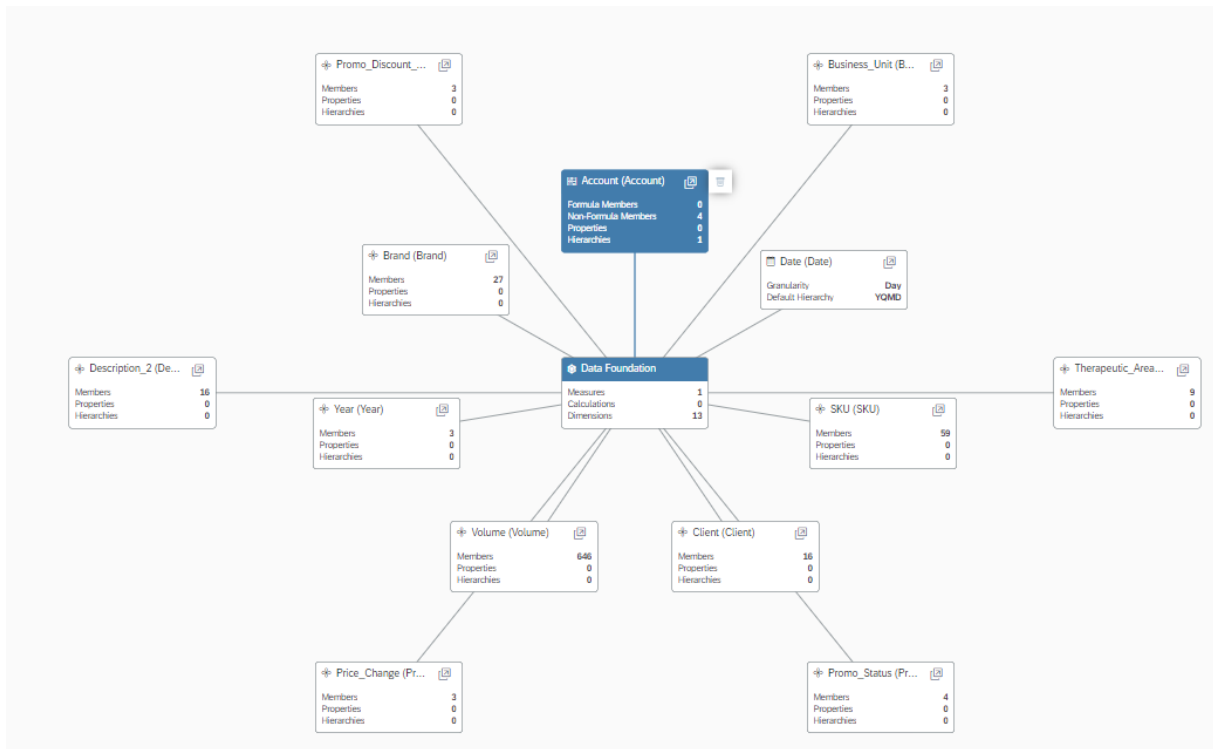 Promo_Discount_...
Members 3
Properties 0
Hierarchies 0
Business_Unit (B...
Members 3
Properties 0
Hierarchies 0
Account (Account)
Formula Members 0
Non-Formula Members 4
Properties 0
Hierarchies 1
Brand (Brand)
Members 27
Properties 0
Hierarchies 0
Date (Date)
Granularity Day
Default Hierarchy YQMD
Description_2 (De...
Members 16
Properties 0
Hierarchies 0
Data Foundation
Measures 1
Calculations 0
Dimensions 13
Therapeutic_Area...
Members 9
Properties 0
Hierarchies 0
Year (Year)
Members 3
Properties 0
Hierarchies 0
SKU (SKU)
Members 59
Properties 0
Hierarchies 0
Volume (Volume)
Members 646
Properties 0
Hierarchies 0
Client (Client)
Members 16
Properties 0
Hierarchies 0
Price_Change (Pr...
Members 3
Properties 0
Hierarchies 0
Promo_Status (Pr...
Members 4
Properties 0
Hierarchies 0